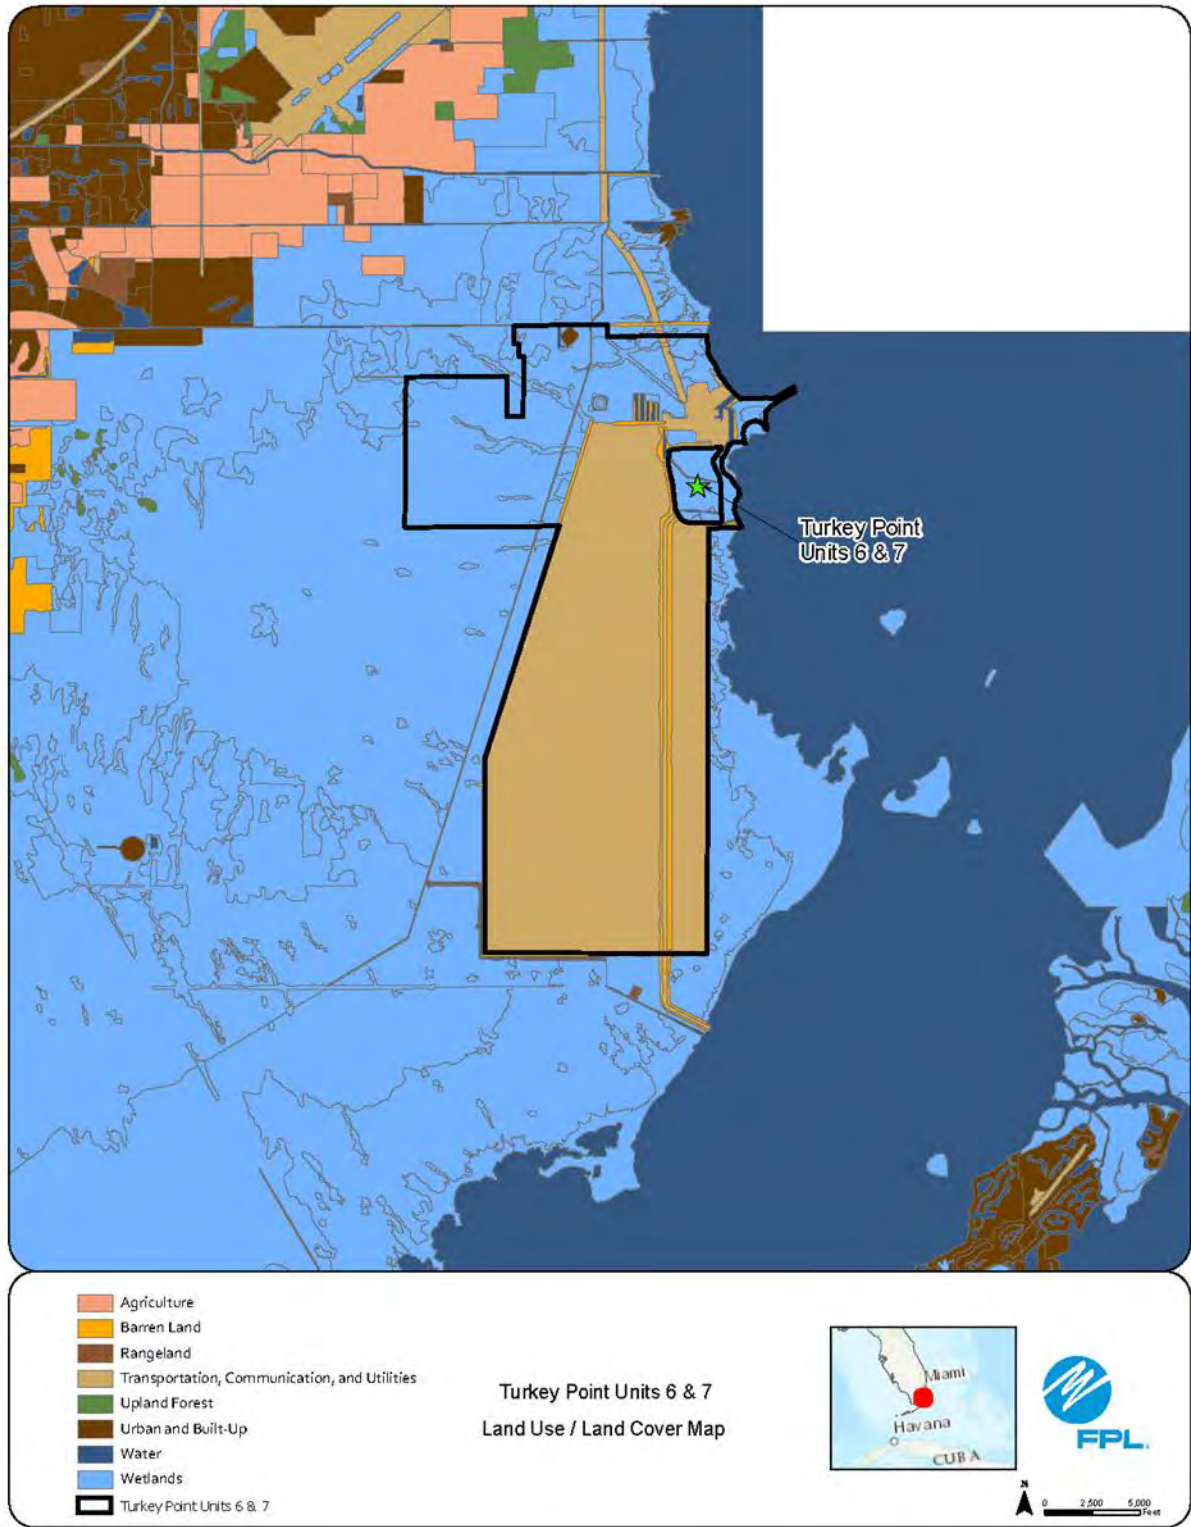 Turkey Point
Units 6 & 7
Agriculture
Barren Land
Rangeland
Transportation, Communication, and Utilities
Upland Forest
Urban and Built-Up
Water
Wetlands
Turkey Point Units 6 & 7
Turkey Point Units 6 & 7
Land Use / Land Cover Map
Miami
Havana
CUBA
FPL.
N
0 2,500 5,000
Feet